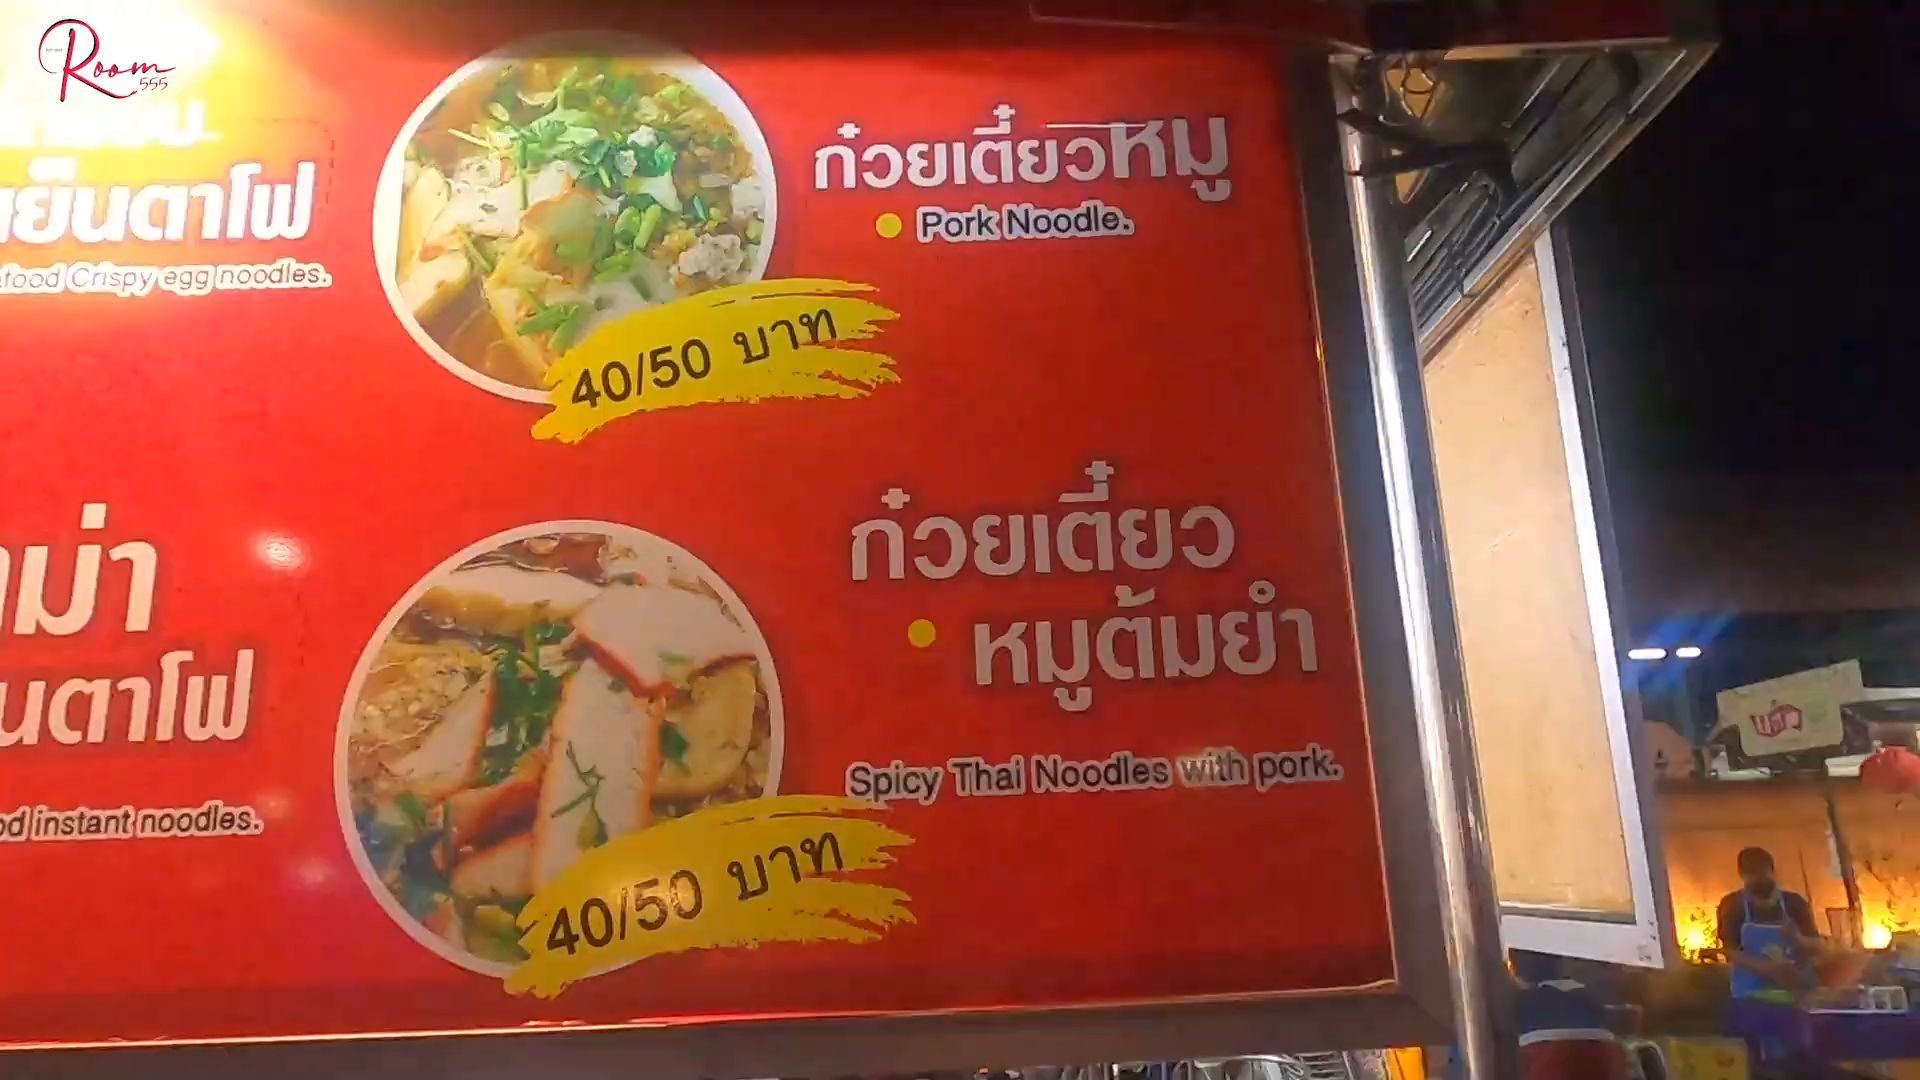 Room
555
เย็นตาโฟ
Crispy egg noodles.
ก๋วยเตี๋ยวหมู
Pork Noodle.
40/50 บาท
ม่า
นตาโฟ
instant noodles.
ก๋วยเตี๋ยว
หมูต้มยำ
Spicy Thai Noodles with pork.
40/50 บาท